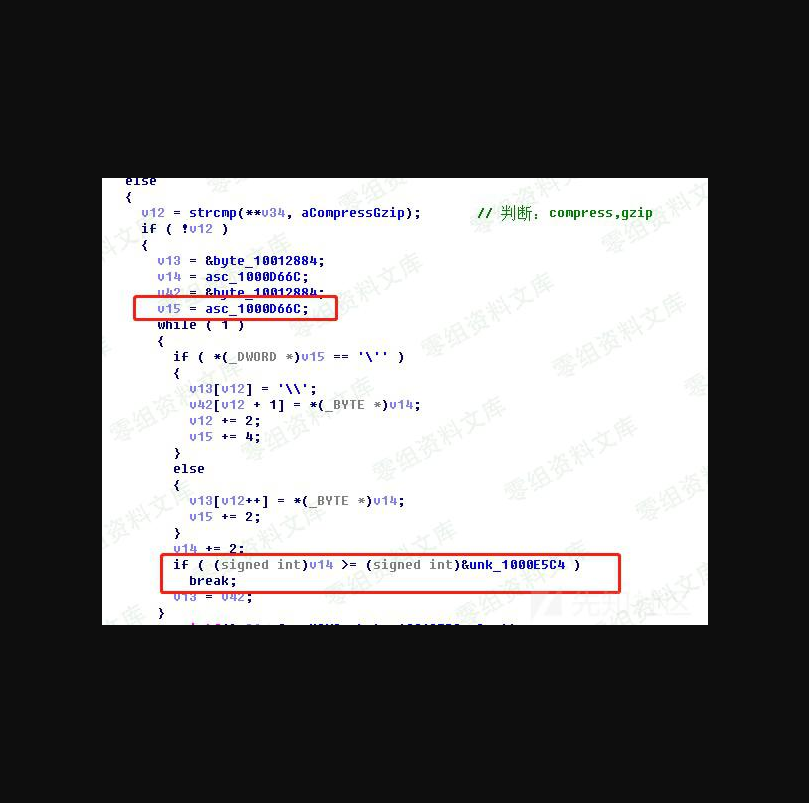 else
{
v12 = strcmp(**v34, aCompressGzip); // 判断：compress,gzip
if ( !v12 )
{
v13 = &byte_10012884;
v14 = asc_1000D66C;
v42 = &byte_10012884;
v15 = asc_1000D66C;
while ( 1 )
{
if ( *(_DWORD *)v15 == '\'' )
{
v13[v12] = '\\';
v42[v12 + 1] = *(_BYTE *)v14;
v12 += 2;
v15 += 4;
}
else
{
v13[v12++] = *(_BYTE *)v14;
v15 += 2;
}
v14 += 2;
if ( (signed int)v14 >= (signed int)&unk_1000E5C4 )
break;
v13 = v42;
}
零组资料文库